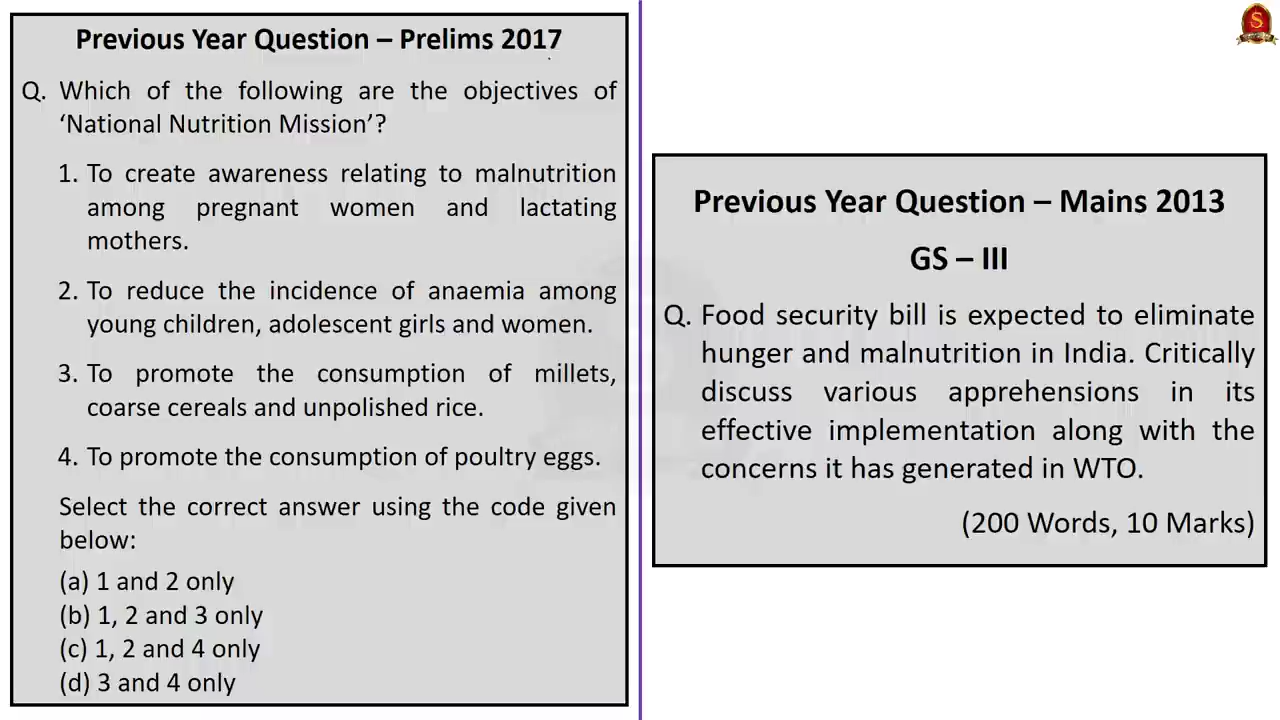 Previous Year Question – Prelims 2017
Q. Which of the following are the objectives of
‘National Nutrition Mission’?
1. To create awareness relating to malnutrition
among pregnant women and lactating
mothers.
2. To reduce the incidence of anaemia among
young children, adolescent girls and women.
3. To promote the consumption of millets,
coarse cereals and unpolished rice.
4. To promote the consumption of poultry eggs.
Select the correct answer using the code given
below:
(a) 1 and 2 only
(b) 1, 2 and 3 only
(c) 1, 2 and 4 only
(d) 3 and 4 only
Previous Year Question – Mains 2013
GS – III
Q. Food security bill is expected to eliminate
hunger and malnutrition in India. Critically
discuss various apprehensions in its
effective implementation along with the
concerns it has generated in WTO.
(200 Words, 10 Marks)
S